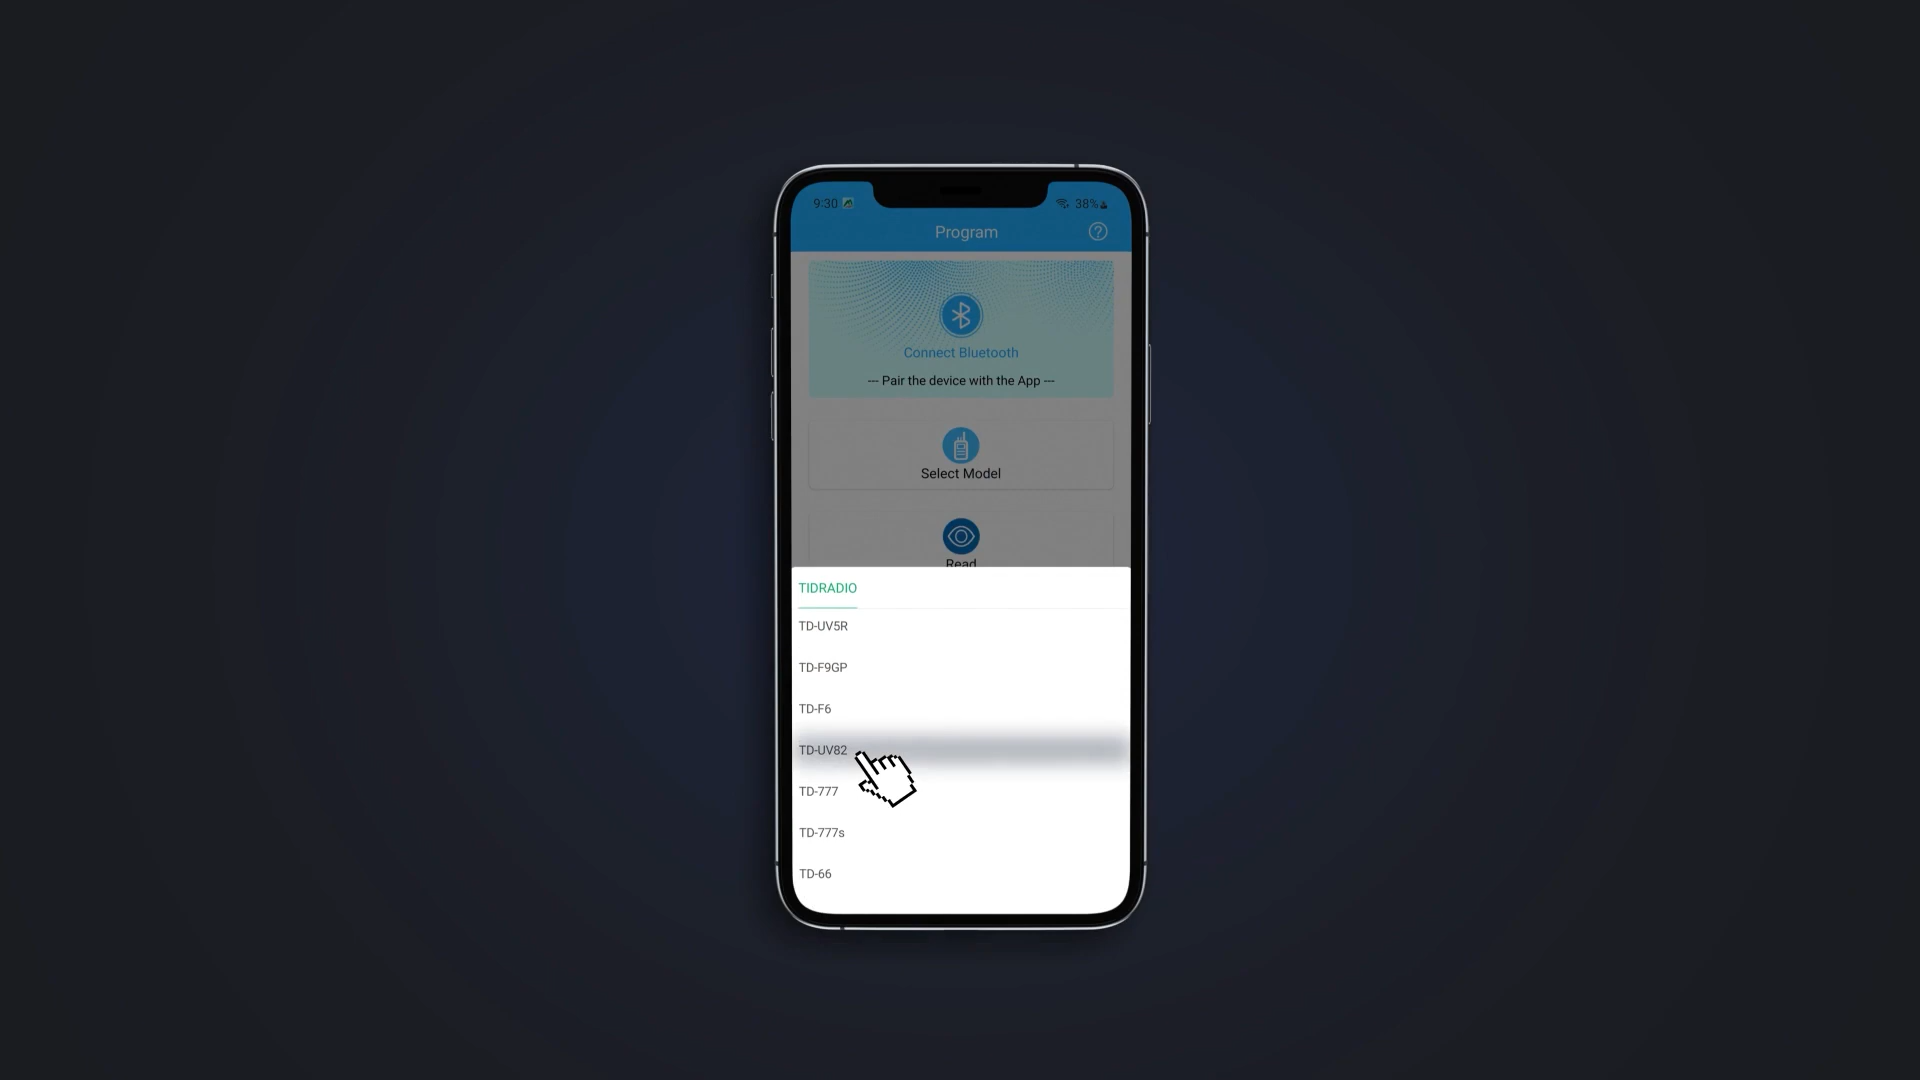 9:30
38%
Program
Connect Bluetooth
--- Pair the device with the App ---
Select Model
Read
TIDRADIO
TD-UV5R
TD-F9GP
TD-F6
TD-UV82
TD-777
TD-777s
TD-66